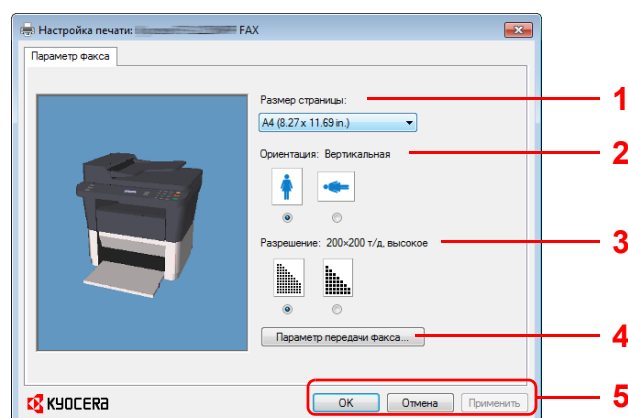 Настройка печати: FAX
Параметр факса
Размер страницы:
1
A4 (8.27 x 11.69 in.)
Ориентация: Вертикальная
2
Разрешение: 200×200 т/д, высокое
3
Параметр передачи факса...
4
KYOCERA
OK
Отмена
Применить
5